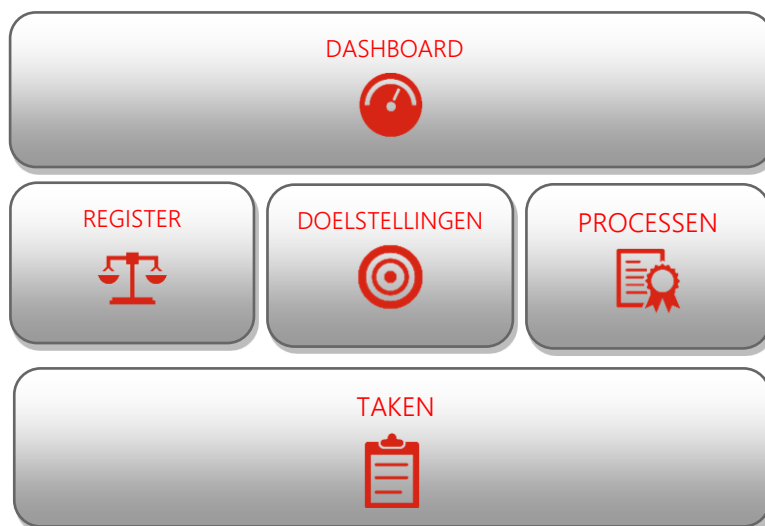 DASHBOARD
REGISTER
DOELSTELLINGEN
PROCESSEN
TAKEN